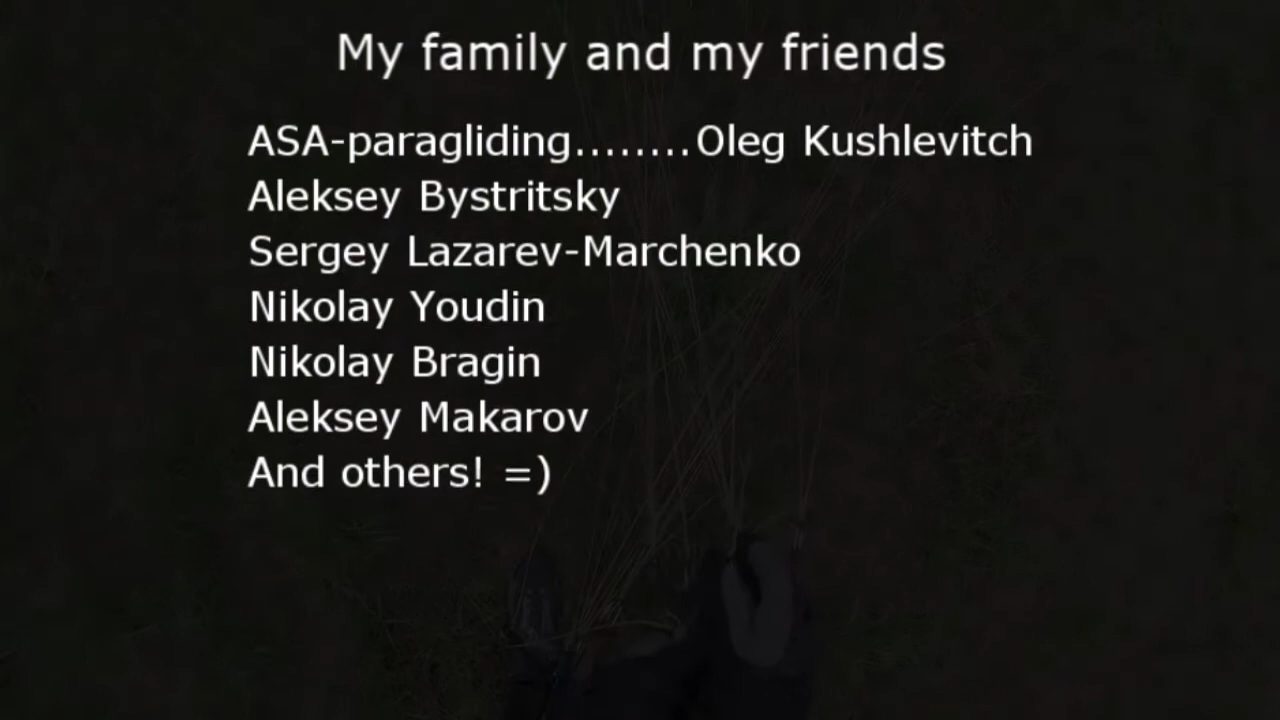 My family and my friends
ASA-paragliding........Oleg Kushlevitch
Aleksey Bystritsky
Sergey Lazarev-Marchenko
Nikolay Youdin
Nikolay Bragin
Aleksey Makarov
And others! =)